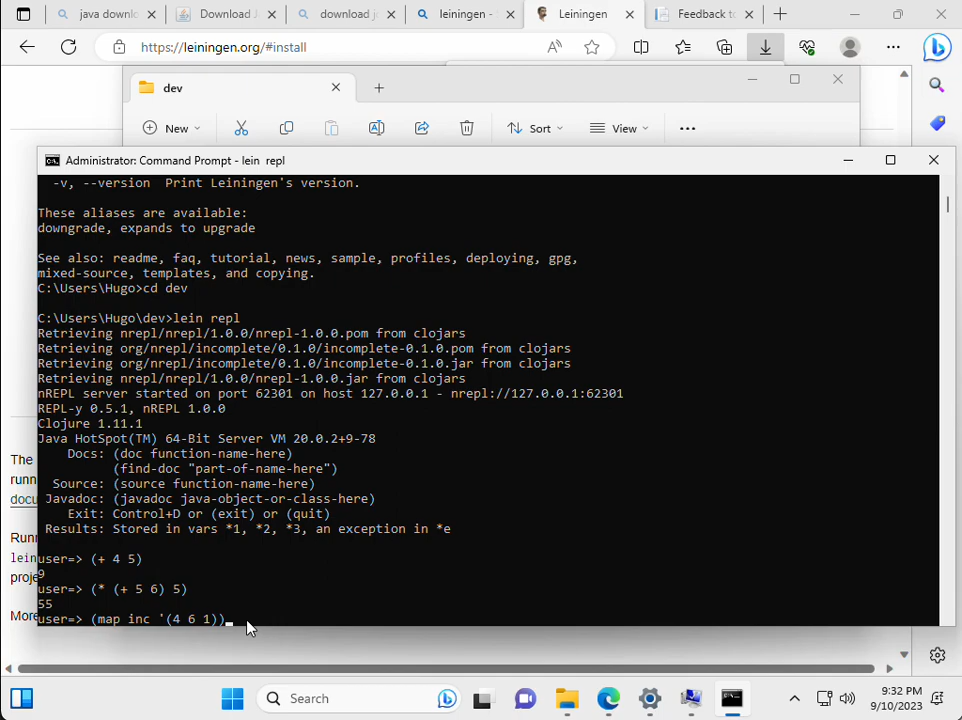 java downl
Download J
download j
leiningen -
Leiningen
Feedback to
https://leiningen.org/#install
dev
New
Sort
View
Administrator: Command Prompt - lein  repl
-v, --version  Print Leiningen's version.
These aliases are available:
downgrade, expands to upgrade
See also: readme, faq, tutorial, news, sample, profiles, deploying, gpg,
mixed-source, templates, and copying.
C:\Users\Hugo>cd dev
C:\Users\Hugo\dev>lein repl
Retrieving nrepl/nrepl/1.0.0/nrepl-1.0.0.pom from clojars
Retrieving org/nrepl/incomplete/0.1.0/incomplete-0.1.0.pom from clojars
Retrieving org/nrepl/incomplete/0.1.0/incomplete-0.1.0.jar from clojars
Retrieving nrepl/nrepl/1.0.0/nrepl-1.0.0.jar from clojars
nREPL server started on port 62301 on host 127.0.0.1 - nrepl://127.0.0.1:62301
REPL-y 0.5.1, nREPL 1.0.0
Clojure 1.11.1
Java HotSpot(TM) 64-Bit Server VM 20.0.2+9-78
Docs: (doc function-name-here)
(find-doc "part-of-name-here")
Source: (source function-name-here)
Javadoc: (javadoc java-object-or-class-here)
Exit: Control+D or (exit) or (quit)
Results: Stored in vars *1, *2, *3, an exception in *e
user=> (+ 4 5)
9
user=> (* (+ 5 6) 5)
55
user=> (map inc '(4 6 1))
The
runn
docu
Runn
lein
proje
More
Search
9:32 PM
9/10/2023